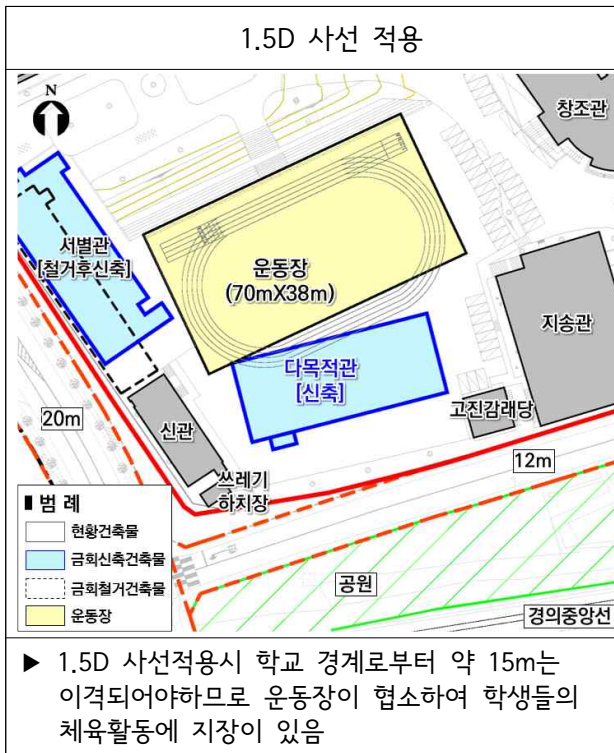 1.5D 사선 적용
N
창조관
서별관
[철거후신축]
운동장
(70mX38m)
지송관
다목적관
[신축]
고진감래당
20m
신관
12m
쓰레기
하치장
■ 범 례
현황건축물
금회신축건축물
금회철거건축물
운동장
공원
경의중앙선
▶ 1.5D 사선적용시 학교 경계로부터 약 15m는
이격되어야하므로 운동장이 협소하여 학생들의
체육활동에 지장이 있음